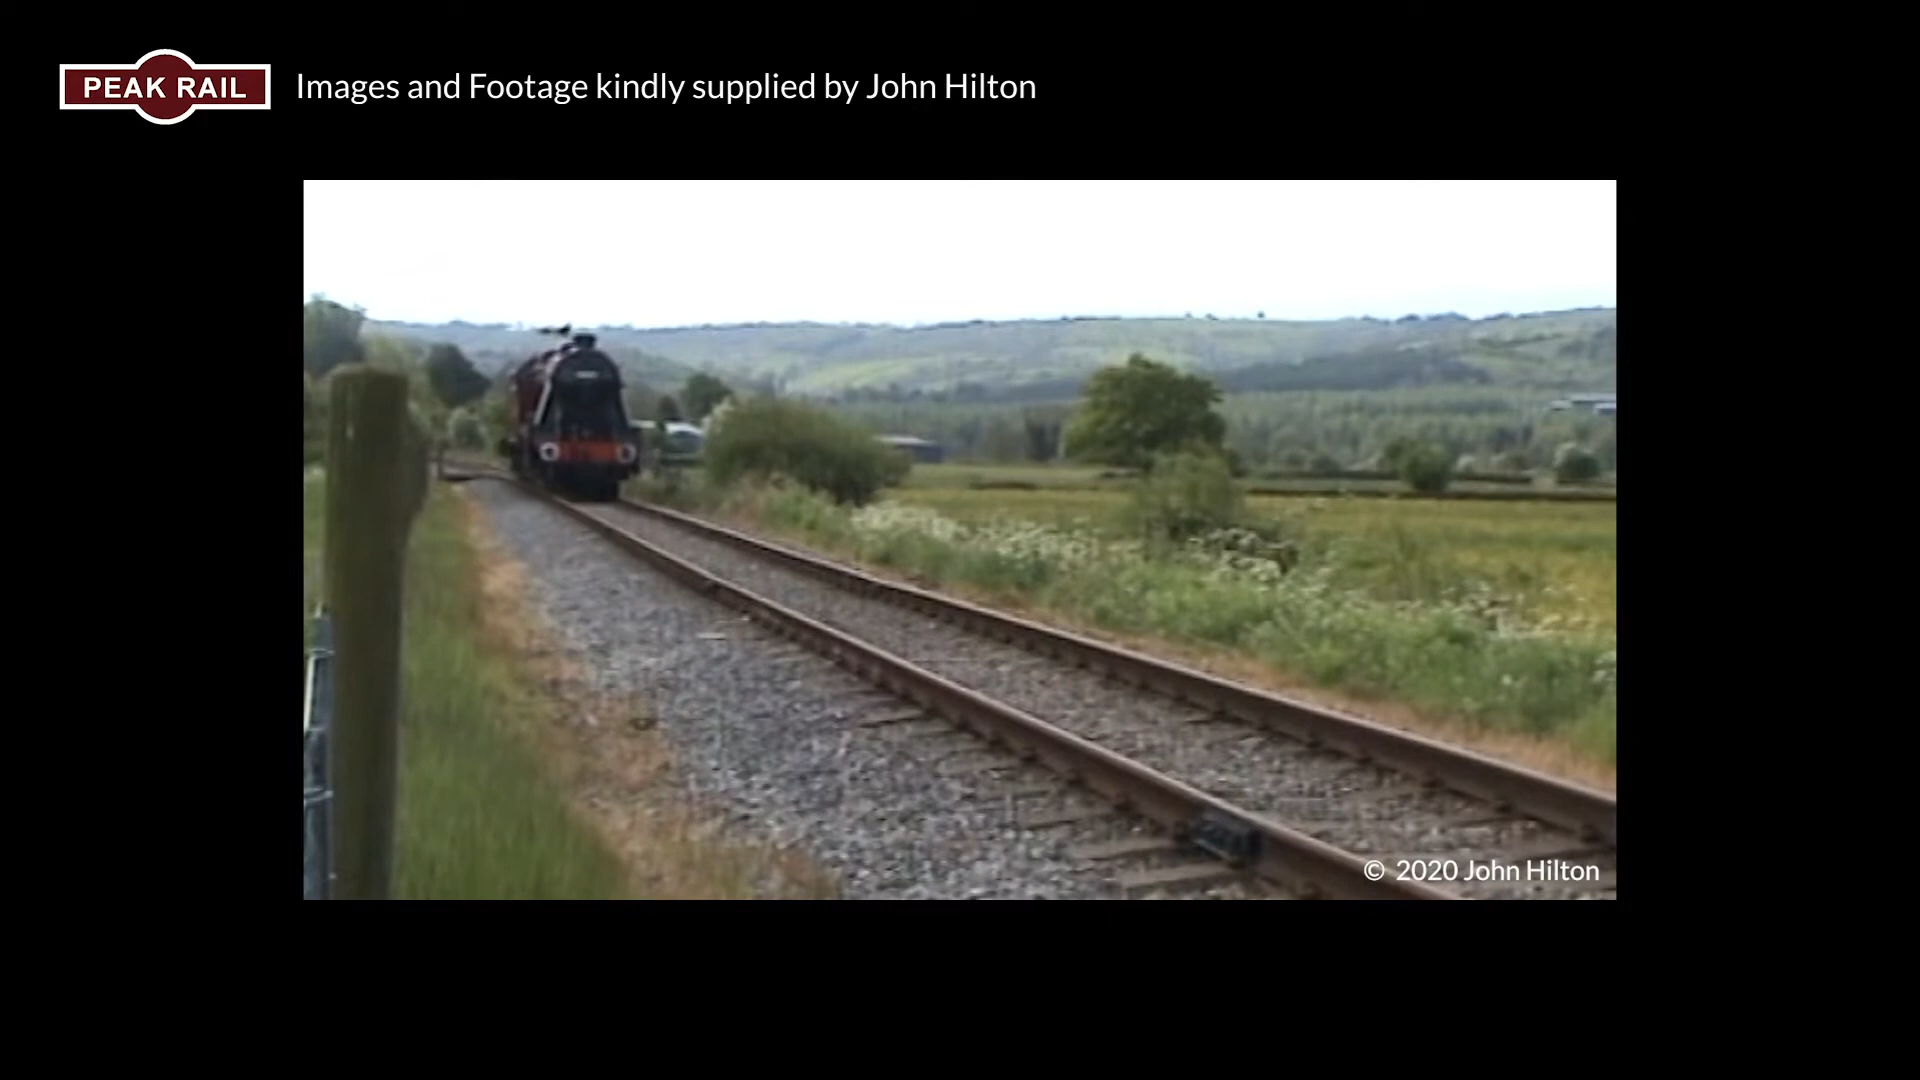 PEAK RAIL
Images and Footage kindly supplied by John Hilton
© 2020 John Hilton